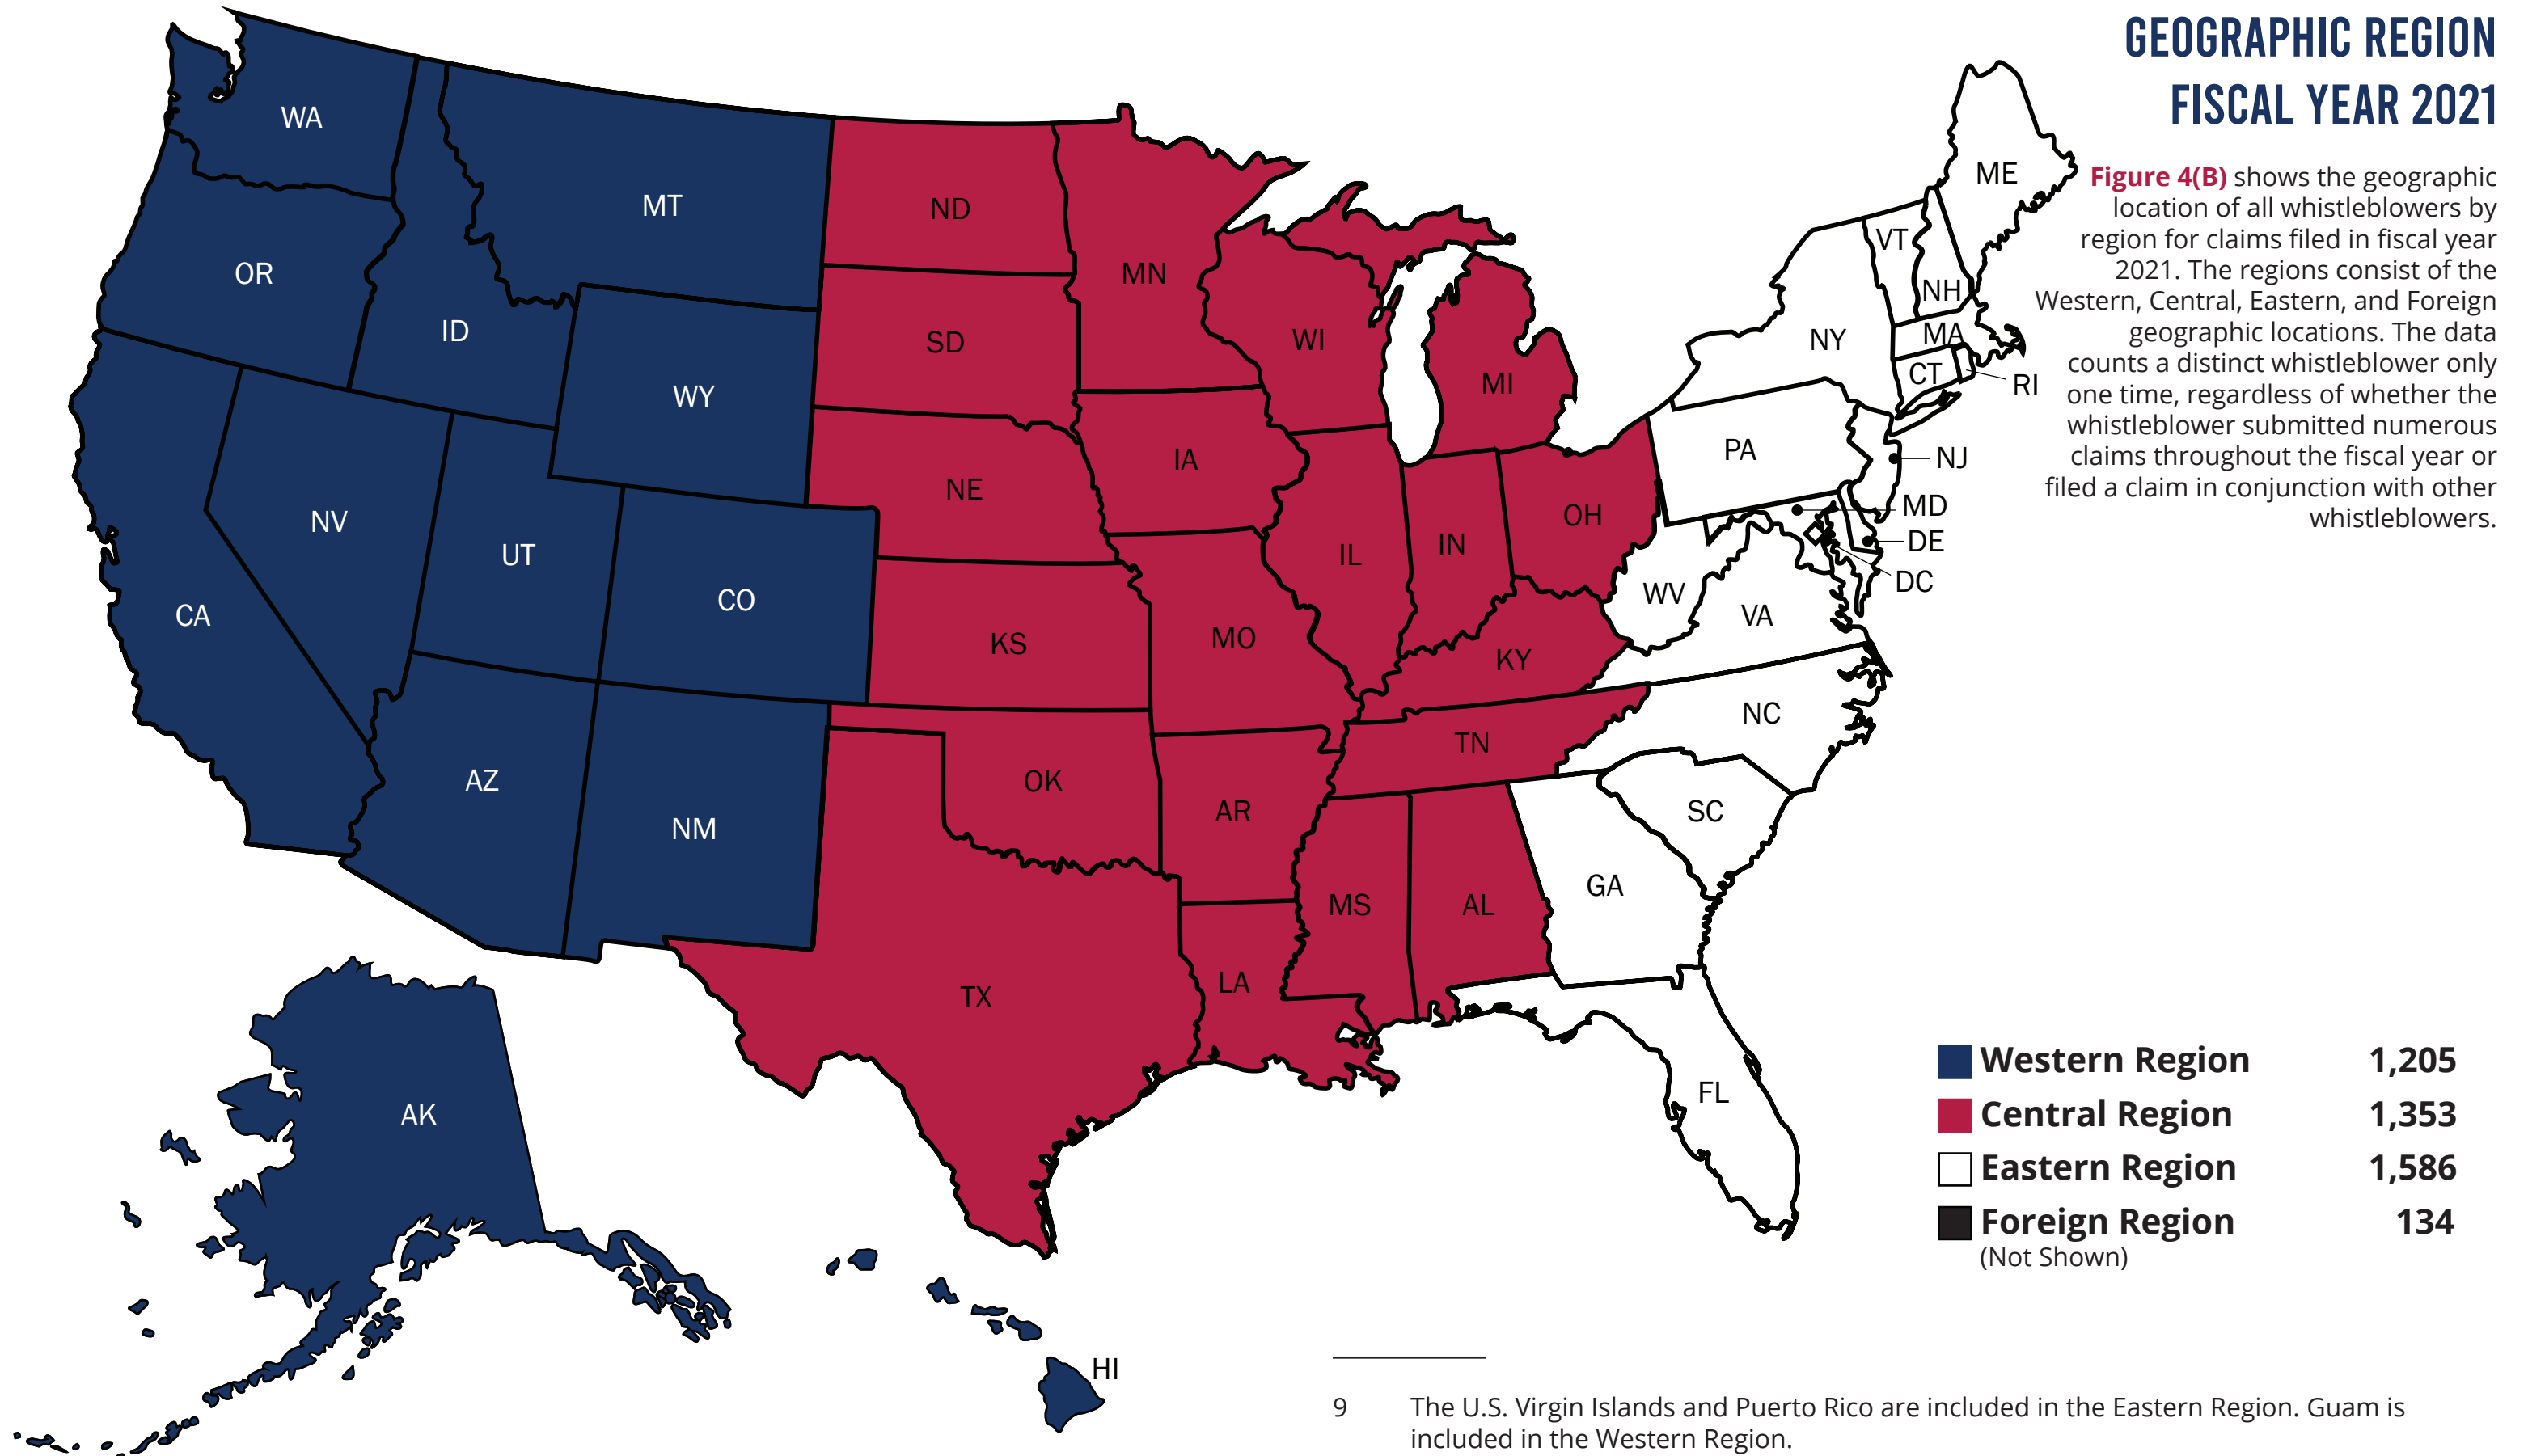 GEOGRAPHIC REGION
FISCAL YEAR 2021
Figure 4(B) shows the geographic
location of all whistleblowers by
region for claims filed in fiscal year
2021. The regions consist of the
Western, Central, Eastern, and Foreign
geographic locations. The data
counts a distinct whistleblower only
one time, regardless of whether the
whistleblower submitted numerous
claims throughout the fiscal year or
filed a claim in conjunction with other
whistleblowers.
WA
MT
OR
ID
WY
NV
UT
CO
CA
AZ
NM
AK
HI
ND
MN
SD
WI
MI
NE
IA
IL
IN
OH
KS
MO
KY
TN
OK
AR
MS
AL
LA
TX
ME
VT
NH
NY
MA
CT
RI
PA
NJ
MD
DE
DC
WV
VA
NC
SC
GA
FL
Western Region 1,205
Central Region 1,353
Eastern Region 1,586
Foreign Region 134
(Not Shown)
9 The U.S. Virgin Islands and Puerto Rico are included in the Eastern Region. Guam is
included in the Western Region.